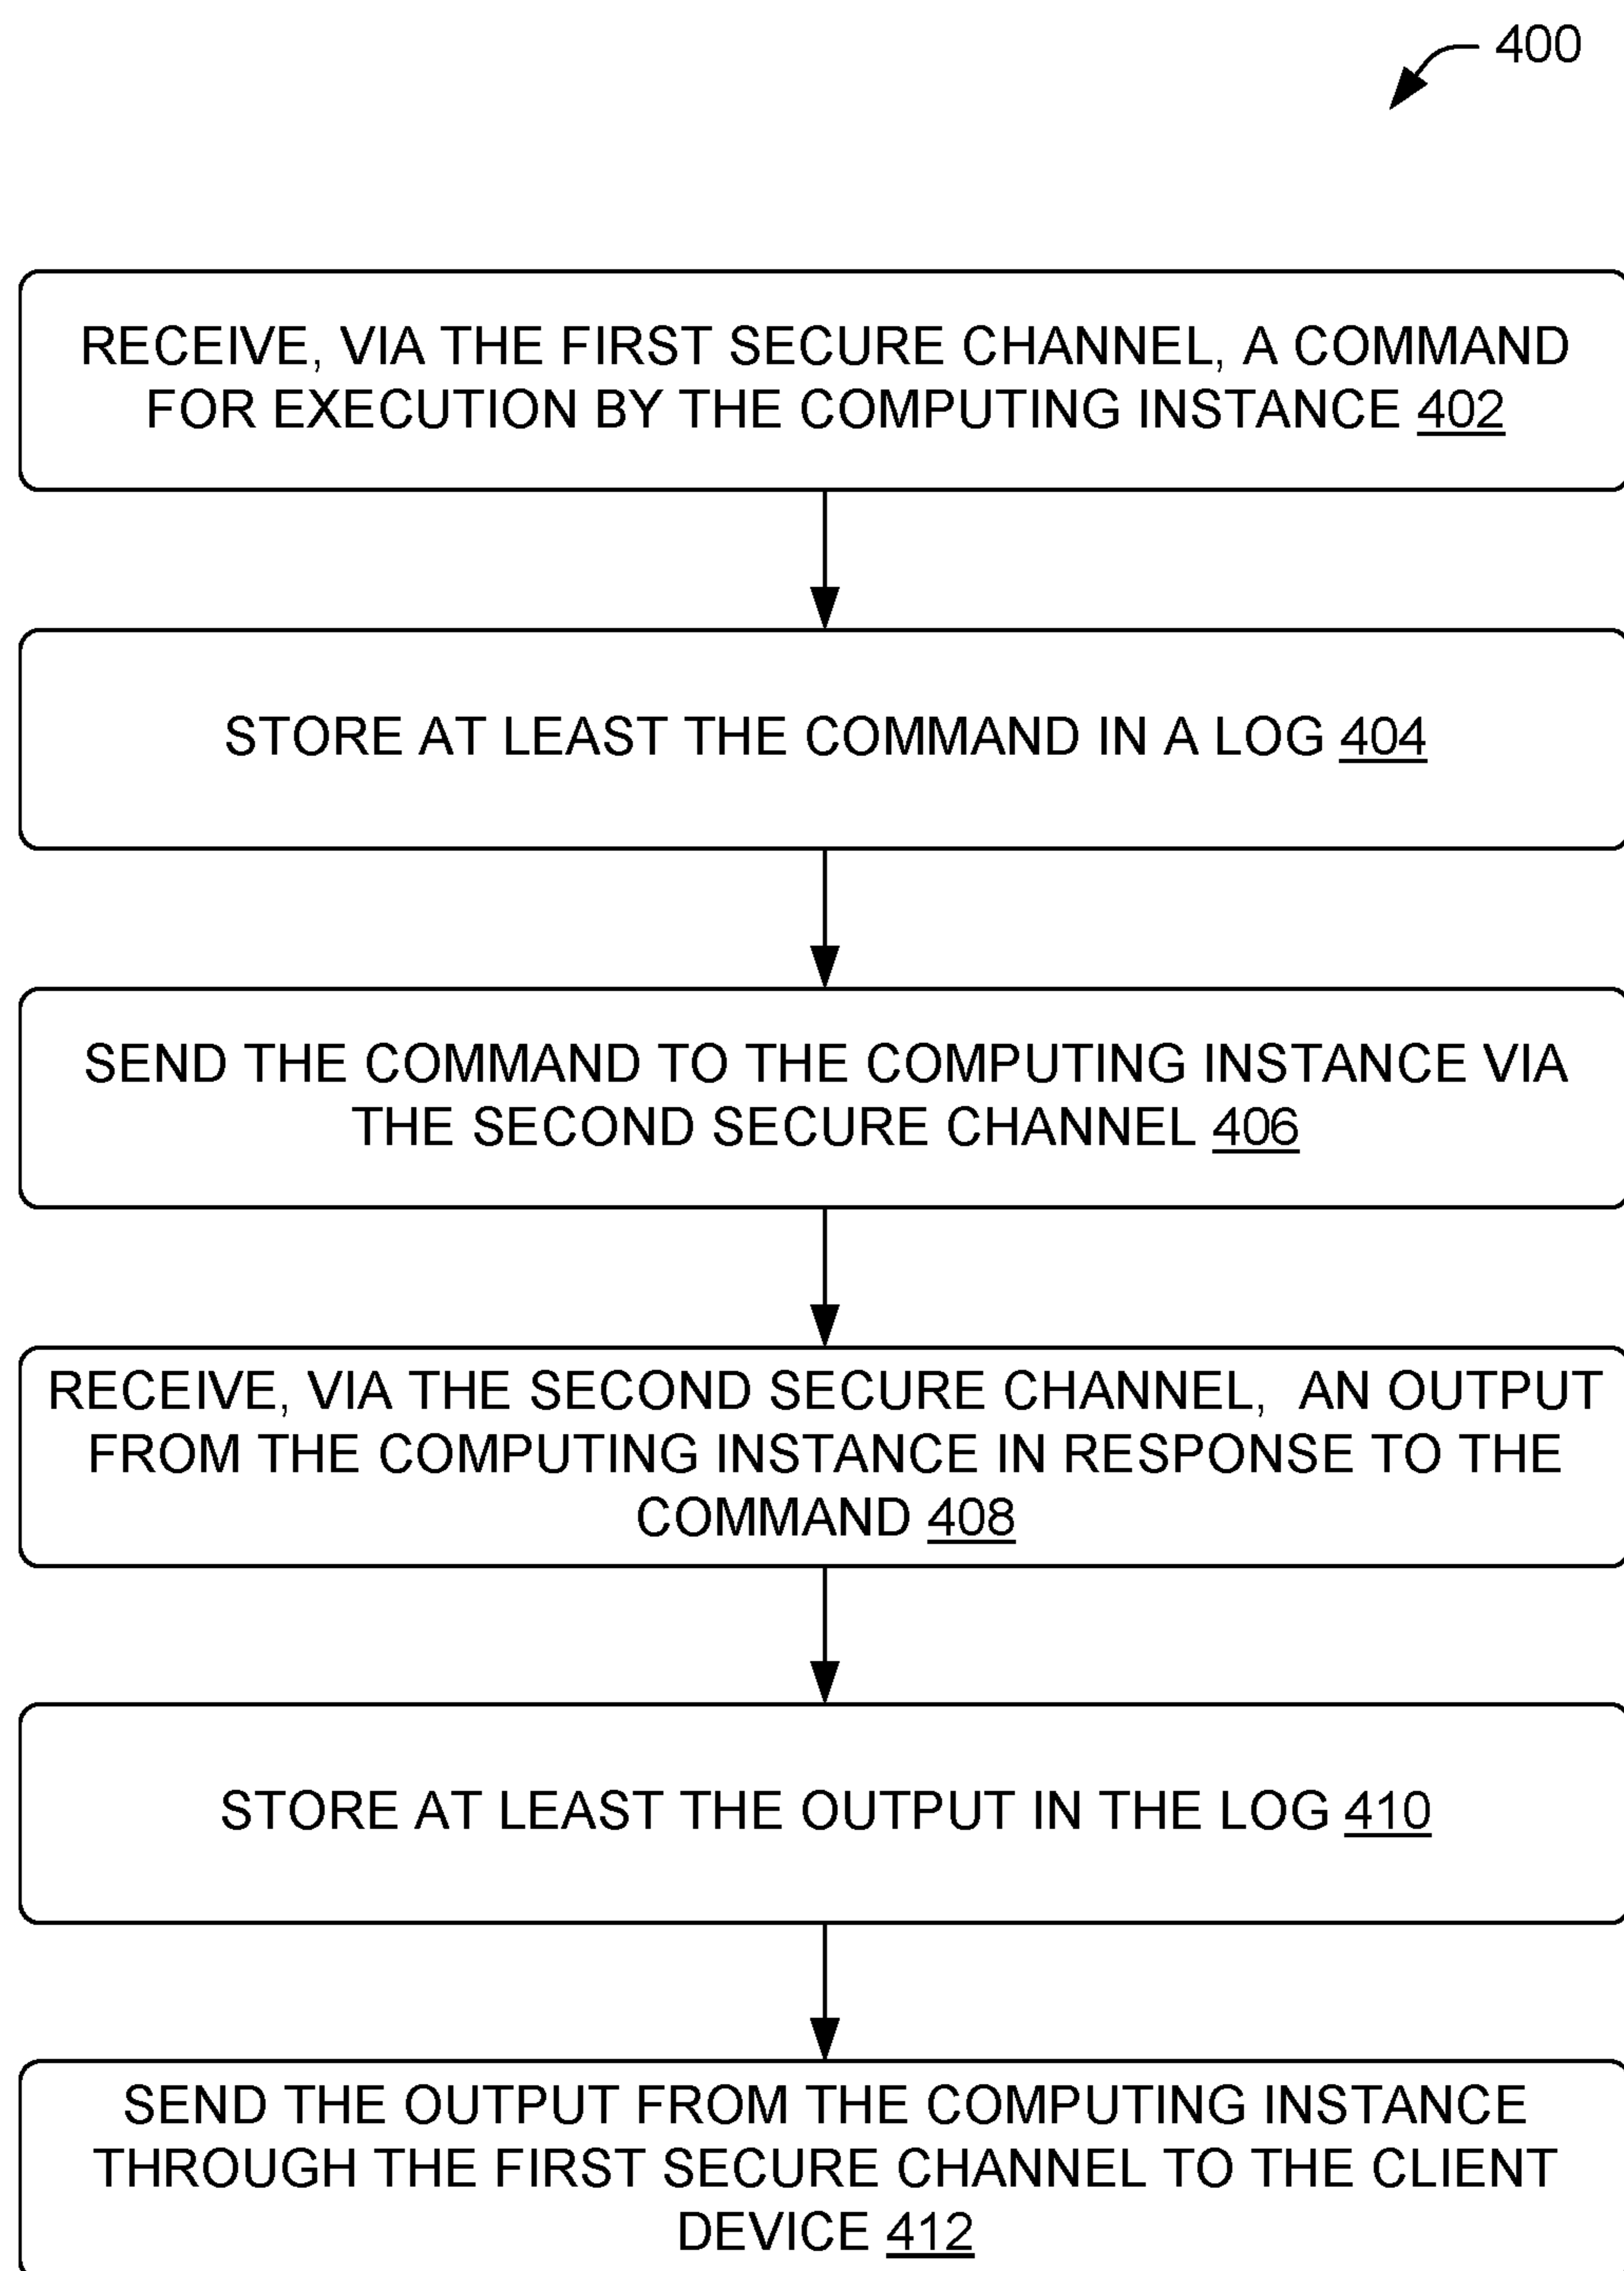 400
RECEIVE, VIA THE FIRST SECURE CHANNEL, A COMMAND
FOR EXECUTION BY THE COMPUTING INSTANCE 402
STORE AT LEAST THE COMMAND IN A LOG 404
SEND THE COMMAND TO THE COMPUTING INSTANCE VIA
THE SECOND SECURE CHANNEL 406
RECEIVE, VIA THE SECOND SECURE CHANNEL, AN OUTPUT
FROM THE COMPUTING INSTANCE IN RESPONSE TO THE
COMMAND 408
STORE AT LEAST THE OUTPUT IN THE LOG 410
SEND THE OUTPUT FROM THE COMPUTING INSTANCE
THROUGH THE FIRST SECURE CHANNEL TO THE CLIENT
DEVICE 412